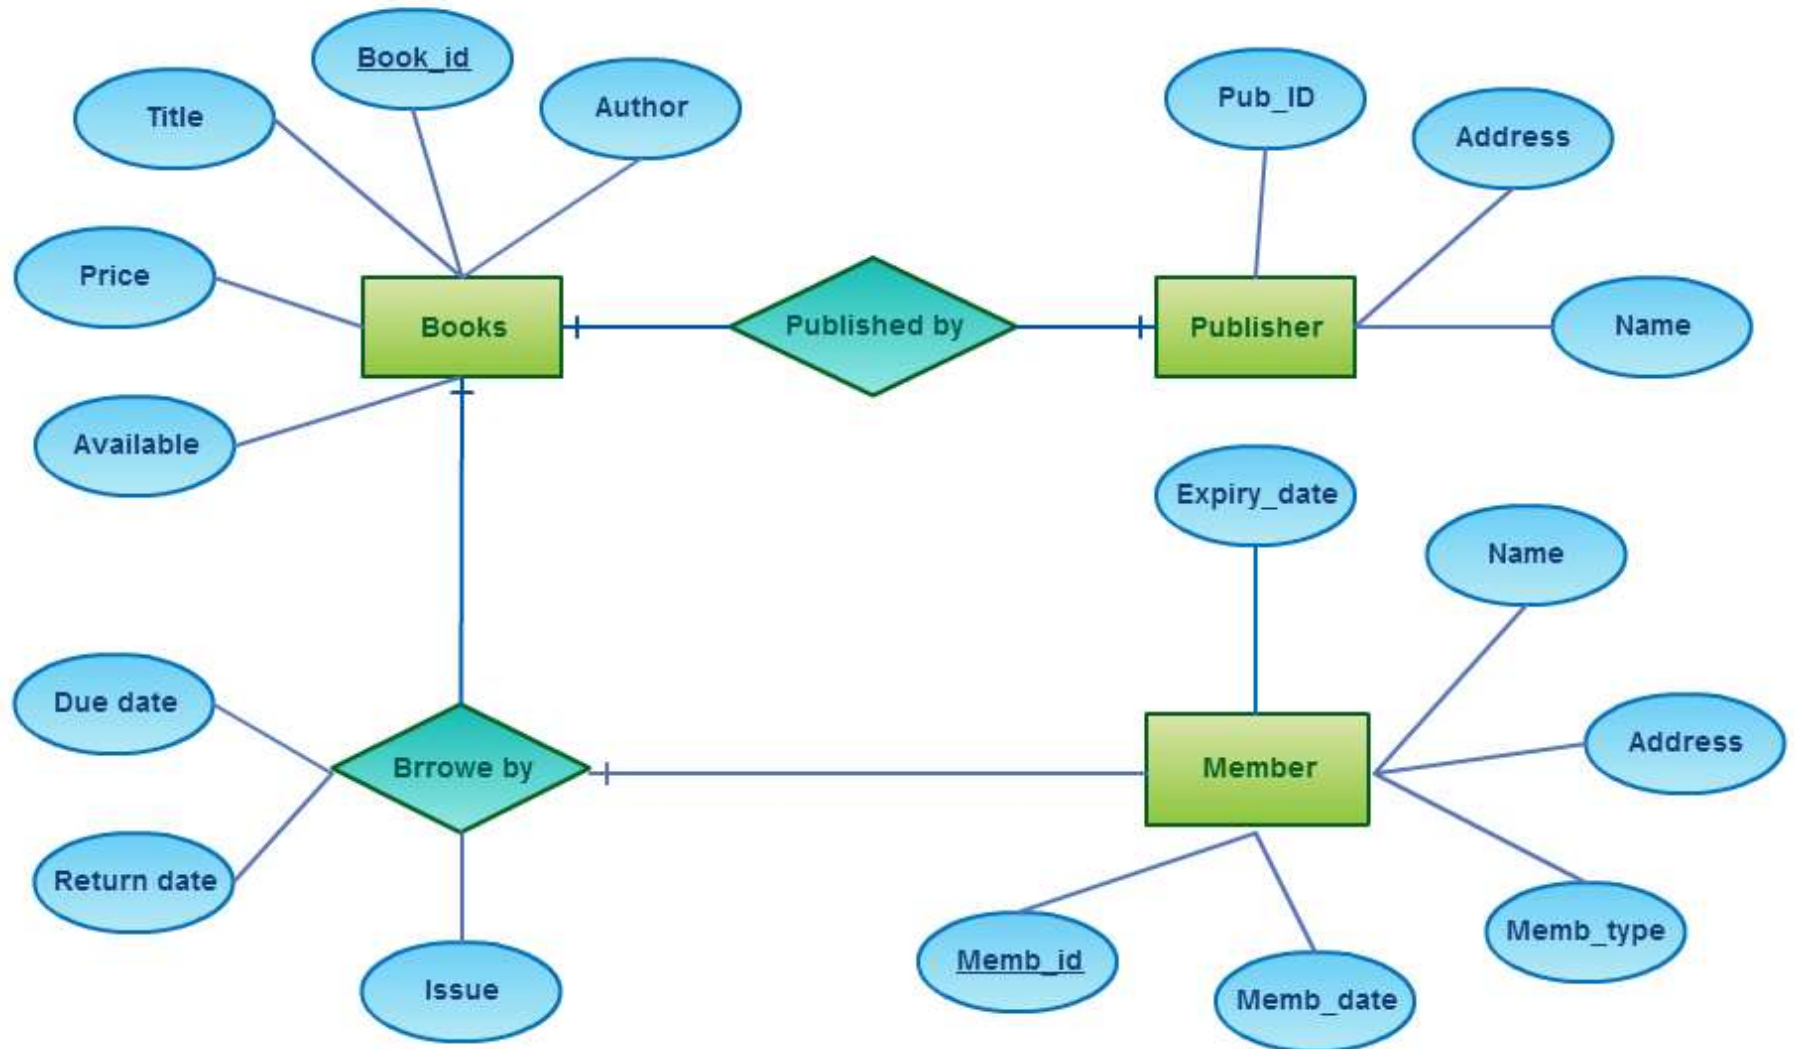 Book_id
Title
Author
Pub_ID
Address
Price
Books
Published by
Publisher
Name
Available
Expiry_date
Name
Due date
Brrowe by
Member
Address
Return date
Memb_type
Memb_id
Issue
Memb_date